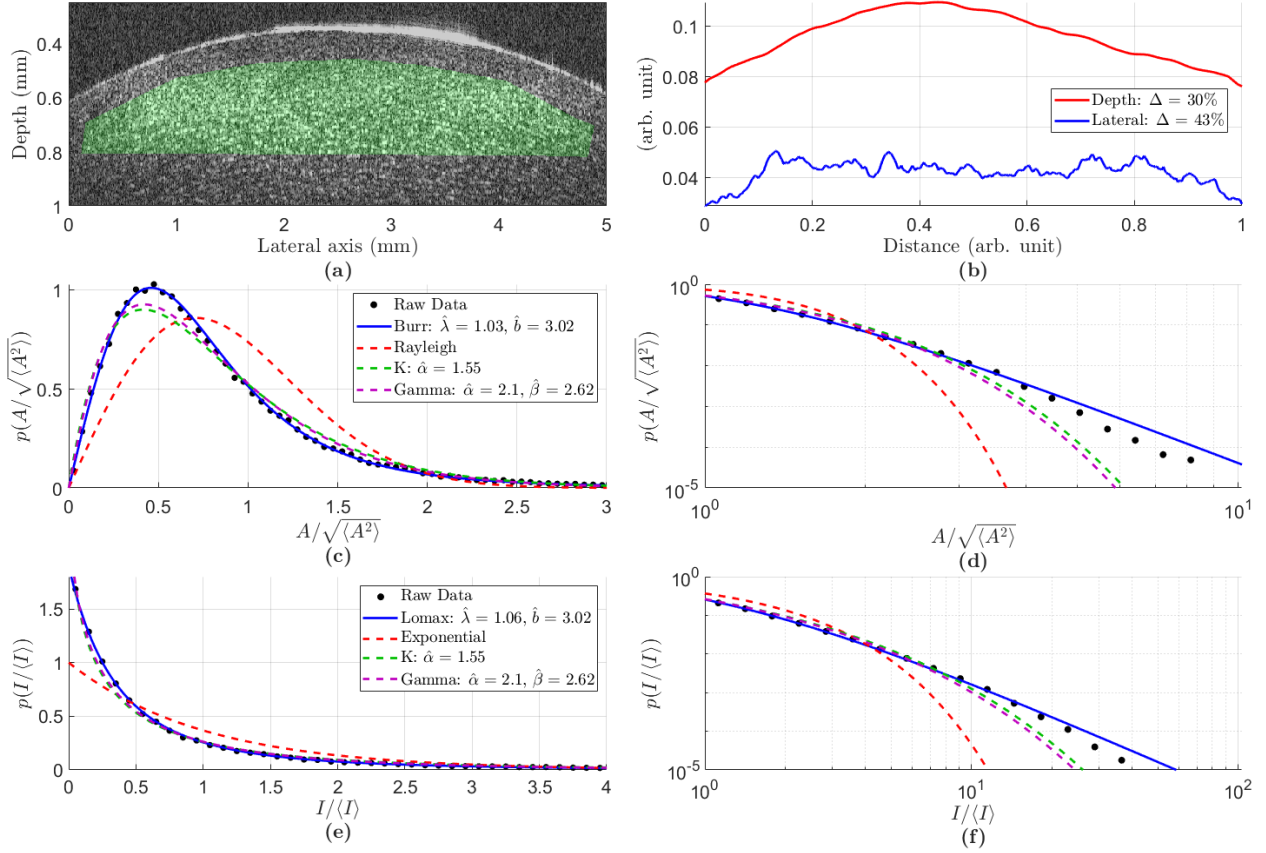 0.4
0.6
0.8
1
Depth (mm)
0 1 2 3 4 5
Lateral axis (mm)
(a)
0.1
0.08
0.06
0.04
(arb. unit)
Depth: Δ = 30%
Lateral: Δ = 43%
0 0.2 0.4 0.6 0.8 1
Distance (arb. unit)
(b)
1
0.5
0
p(A/√⟨A²⟩)
Raw Data
Burr: λ̂ = 1.03, b̂ = 3.02
Rayleigh
K: α̂ = 1.55
Gamma: α̂ = 2.1, β̂ = 2.62
0 0.5 1 1.5 2 2.5 3
A/√⟨A²⟩
(c)
10⁰
10⁻⁵
p(A/√⟨A²⟩)
10⁰ 10¹
A/√⟨A²⟩
(d)
1.5
1
0.5
0
p(I/⟨I⟩)
Raw Data
Lomax: λ̂ = 1.06, b̂ = 3.02
Exponential
K: α̂ = 1.55
Gamma: α̂ = 2.1, β̂ = 2.62
0 0.5 1 1.5 2 2.5 3 3.5 4
I/⟨I⟩
(e)
10⁰
10⁻⁵
p(I/⟨I⟩)
10⁰ 10¹ 10²
I/⟨I⟩
(f)